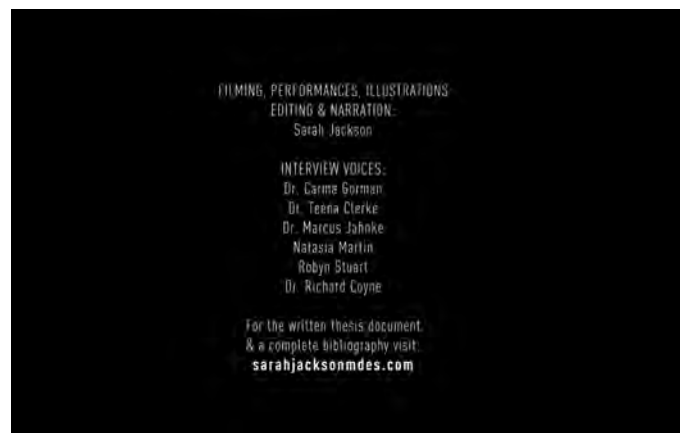 FILMING, PERFORMANCES, ILLUSTRATIONS
EDITING & NARRATION:
Sarah Jackson
INTERVIEW VOICES:
Dr. Carma Gorman
Dr. Teena Clerke
Dr. Marcus Jahnke
Natasia Martin
Robyn Stuart
Dr. Richard Coyne
For the written thesis document
& a complete bibliography visit:
sarahjacksonmdes.com